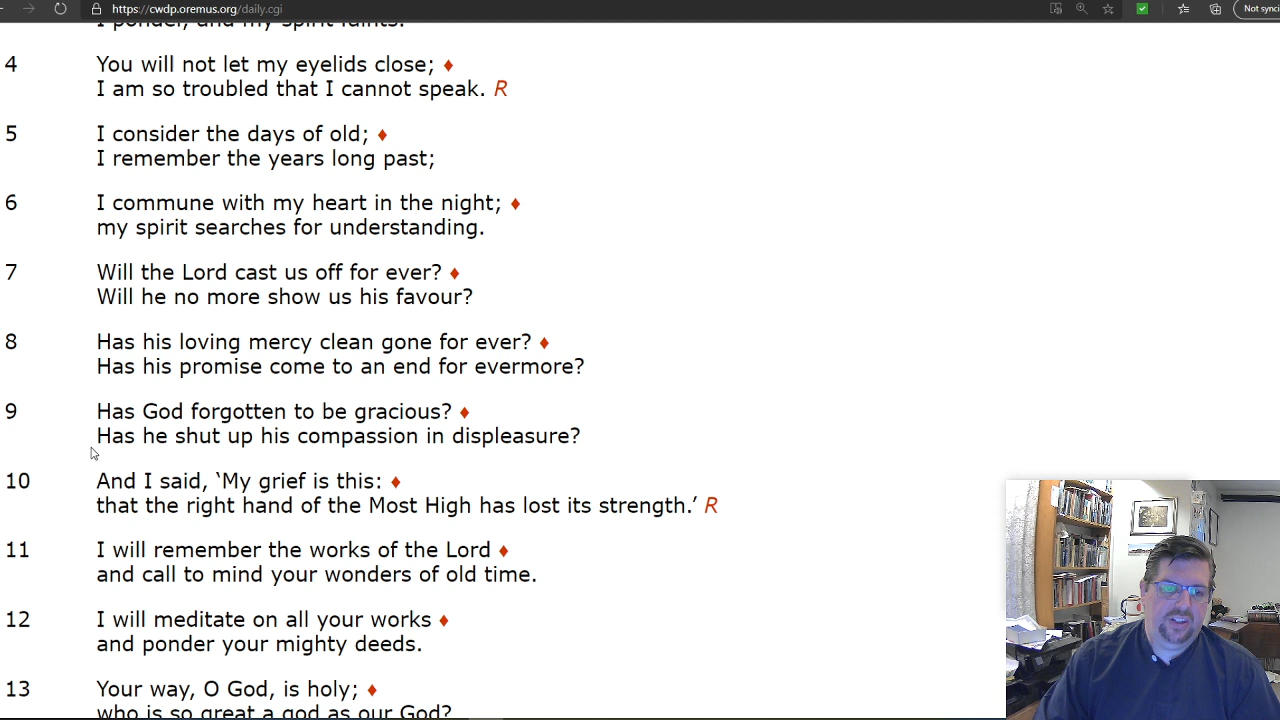 https://cwdp.oremus.org/daily.cgi
Not synci
I ponder, and my spirit faints.
4 You will not let my eyelids close; ♦
I am so troubled that I cannot speak. R
5 I consider the days of old; ♦
I remember the years long past;
6 I commune with my heart in the night; ♦
my spirit searches for understanding.
7 Will the Lord cast us off for ever? ♦
Will he no more show us his favour?
8 Has his loving mercy clean gone for ever? ♦
Has his promise come to an end for evermore?
9 Has God forgotten to be gracious? ♦
Has he shut up his compassion in displeasure?
10 And I said, ‘My grief is this: ♦
that the right hand of the Most High has lost its strength.’ R
11 I will remember the works of the Lord ♦
and call to mind your wonders of old time.
12 I will meditate on all your works ♦
and ponder your mighty deeds.
13 Your way, O God, is holy; ♦
who is so great a god as our God?